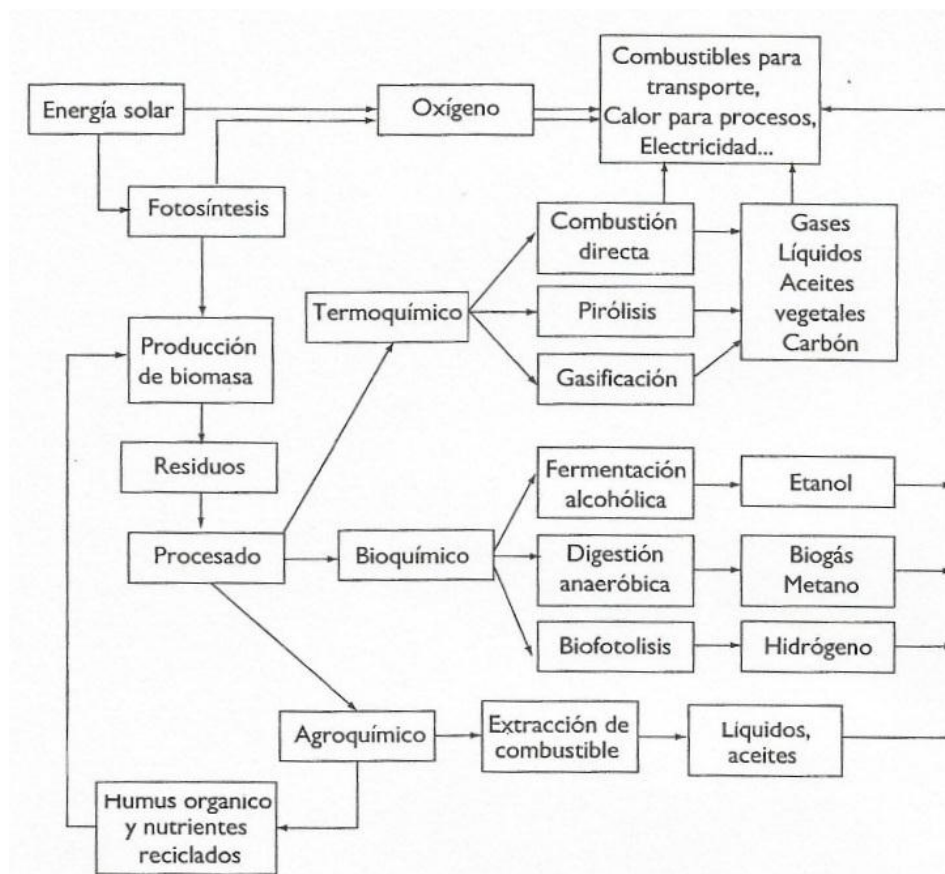 Energía solar
Oxígeno
Combustibles para
transporte,
Calor para procesos,
Electricidad...
Fotosíntesis
Termoquímico
Combustión
directa
Pirólisis
Gasificación
Gases
Líquidos
Aceites
vegetales
Carbón
Producción
de biomasa
Residuos
Procesado
Bioquímico
Fermentación
alcohólica
Etanol
Digestión
anaeróbica
Biogás
Metano
Biofotolisis
Hidrógeno
Agroquímico
Extracción de
combustible
Líquidos,
aceites
Humus organico
y nutrientes
reciclados